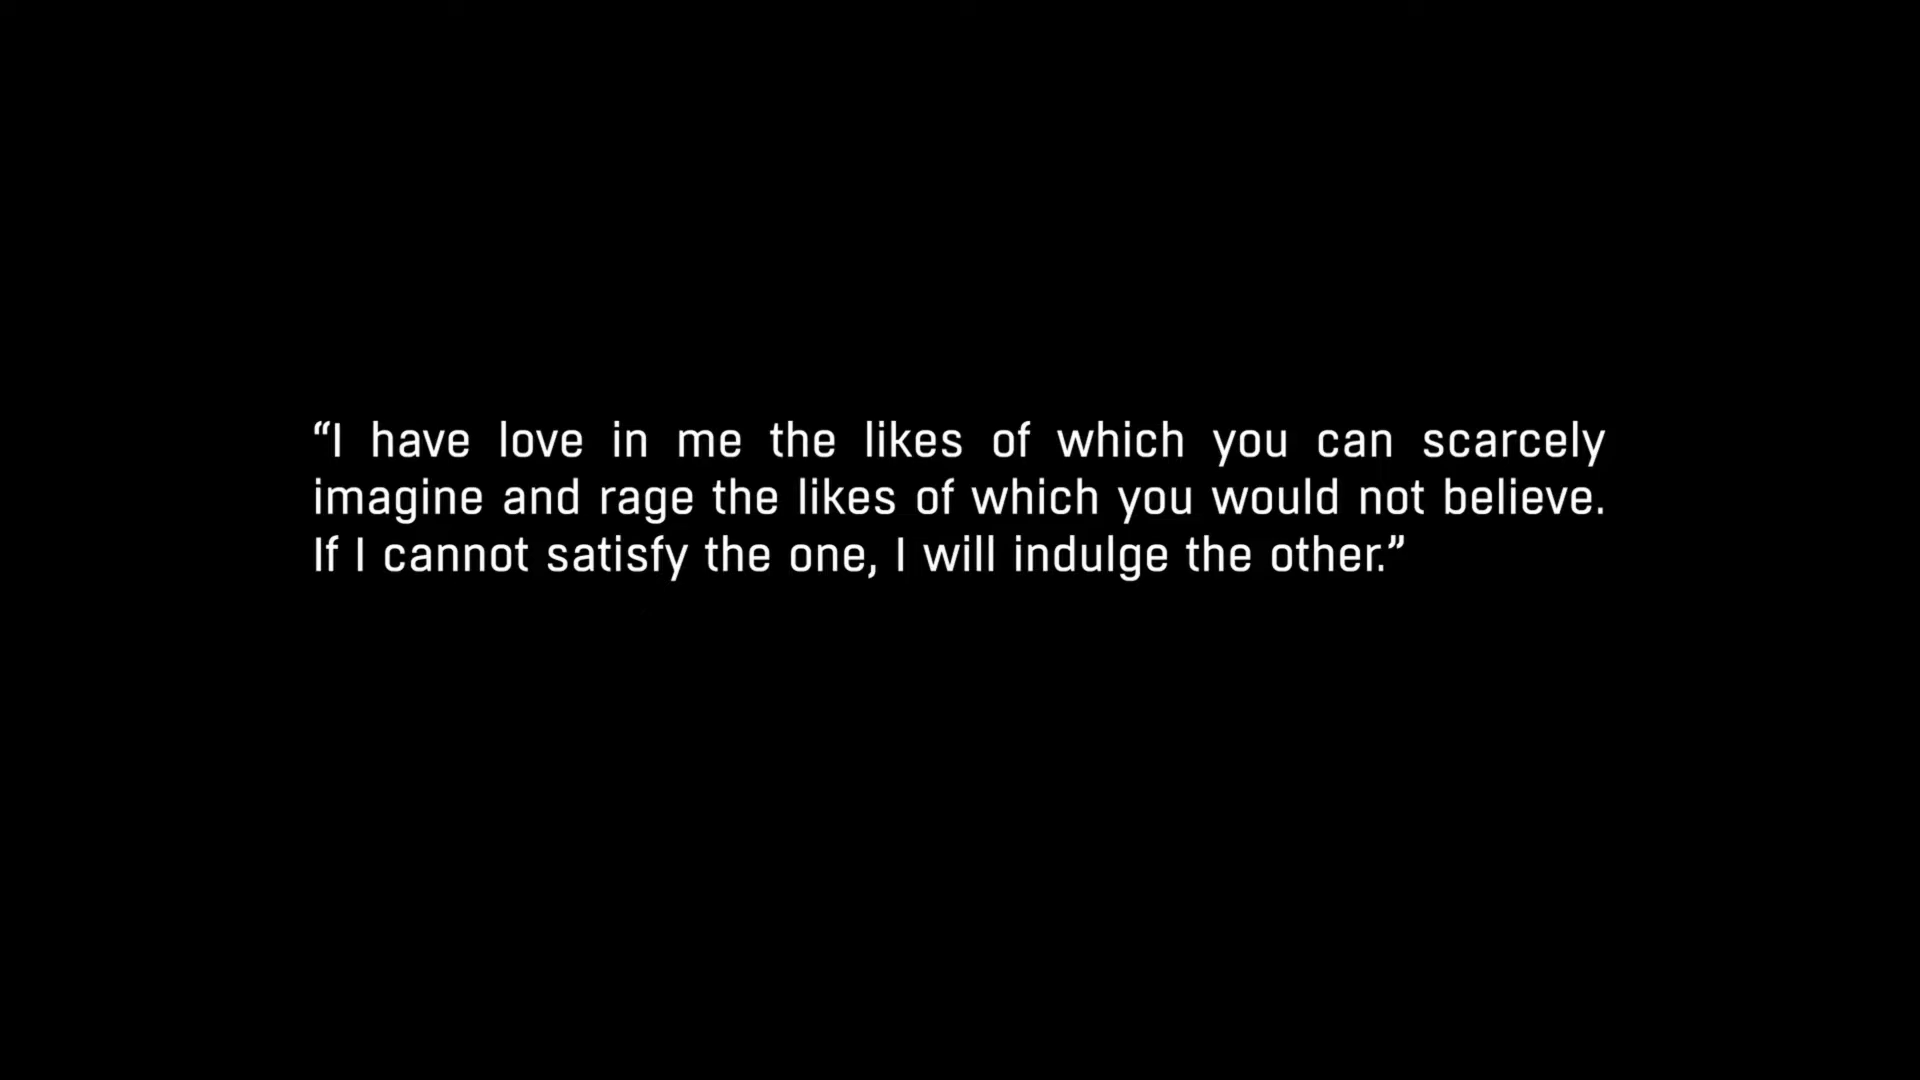 “I have love in me the likes of which you can scarcely
imagine and rage the likes of which you would not believe.
If I cannot satisfy the one, I will indulge the other.”